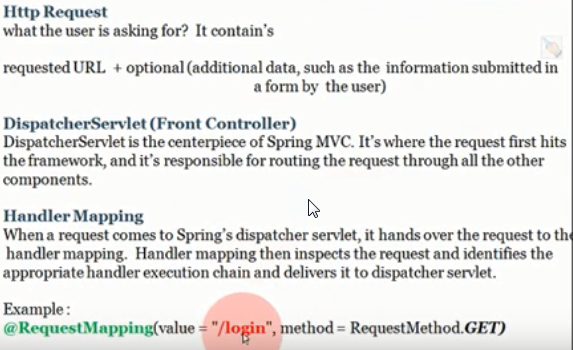 Http Request
what the user is asking for? It contain's
requested URL + optional (additional data, such as the information submitted in
a form by the user)
DispatcherServlet (Front Controller)
DispatcherServlet is the centerpiece of Spring MVC. It's where the request first hits
the framework, and it's responsible for routing the request through all the other
components.
Handler Mapping
When a request comes to Spring's dispatcher servlet, it hands over the request to the
handler mapping. Handler mapping then inspects the request and identifies the
appropriate handler execution chain and delivers it to dispatcher servlet.
Example :
@RequestMapping(value = "/login", method = RequestMethod.GET)